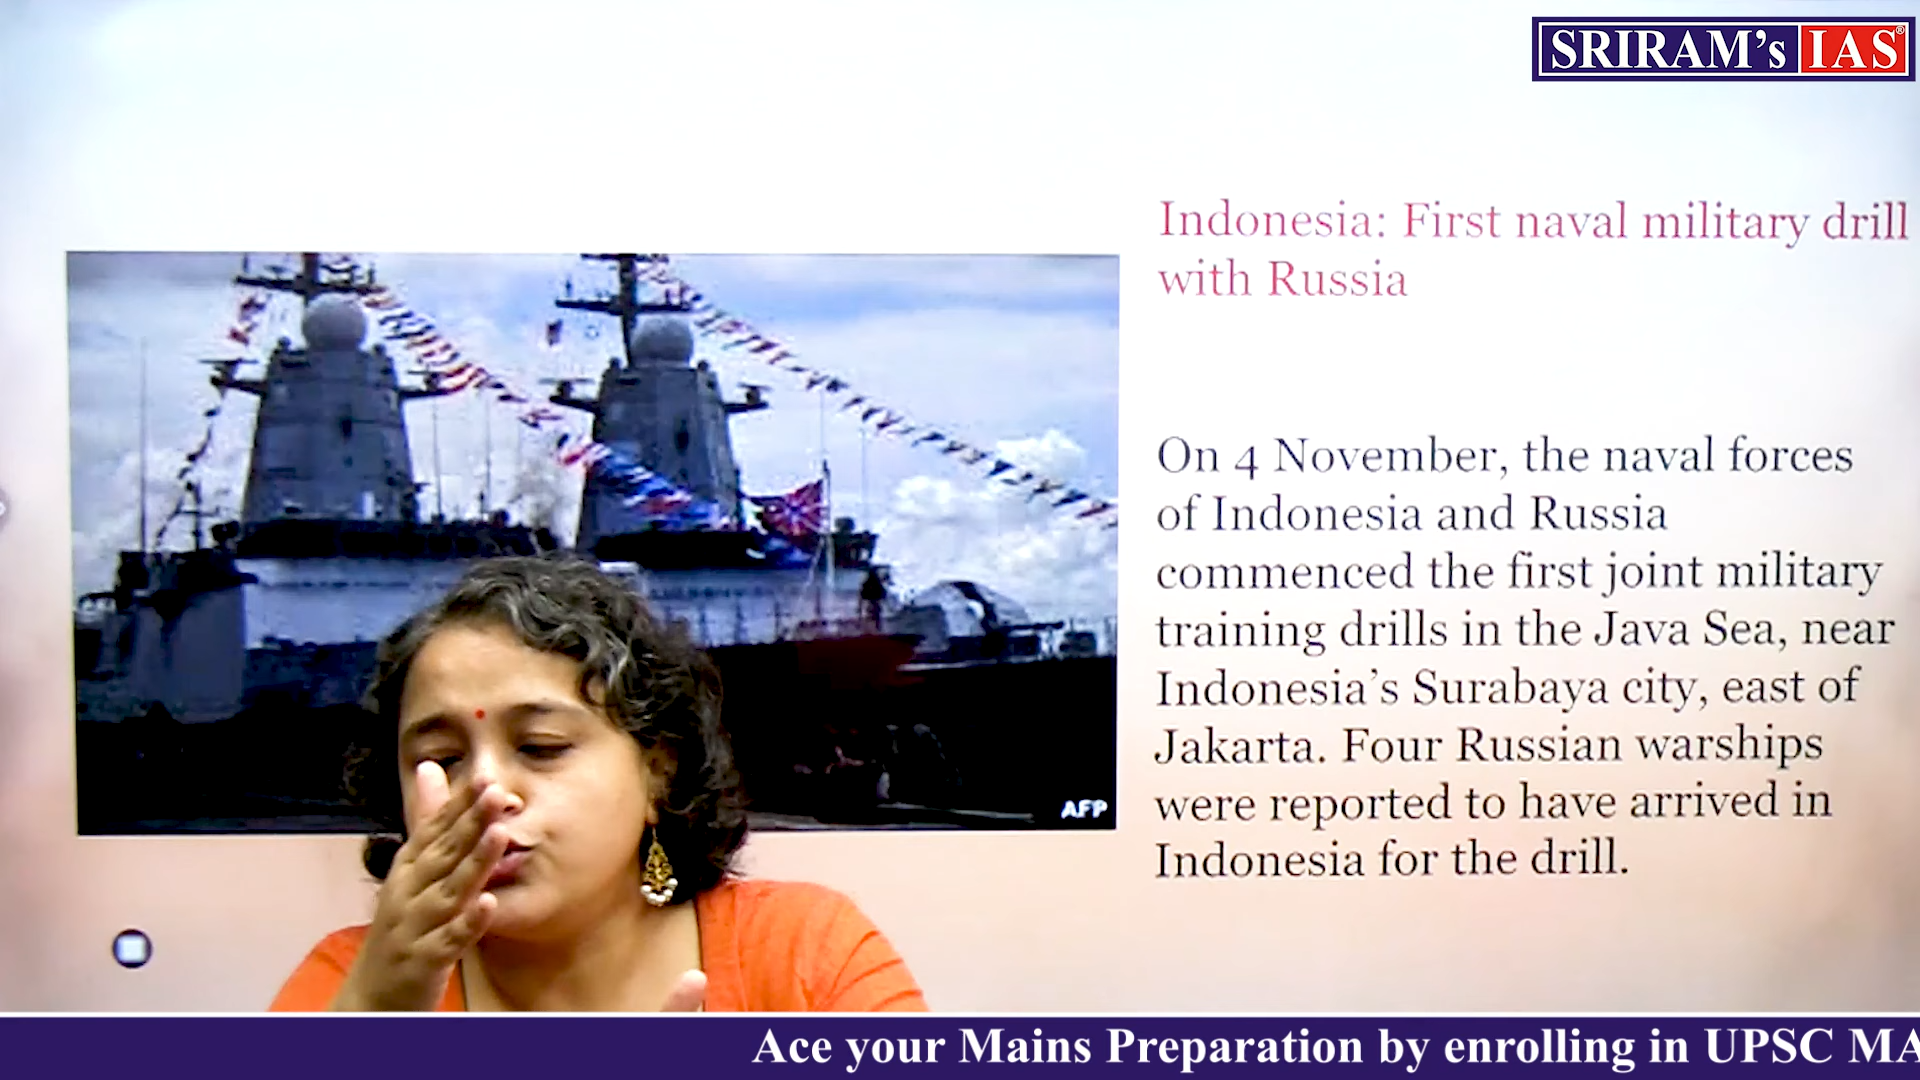 SRIRAM's IAS®
Indonesia: First naval military drill
with Russia
On 4 November, the naval forces
of Indonesia and Russia
commenced the first joint military
training drills in the Java Sea, near
Indonesia's Surabaya city, east of
Jakarta. Four Russian warships
were reported to have arrived in
Indonesia for the drill.
AFP
Ace your Mains Preparation by enrolling in UPSC MA